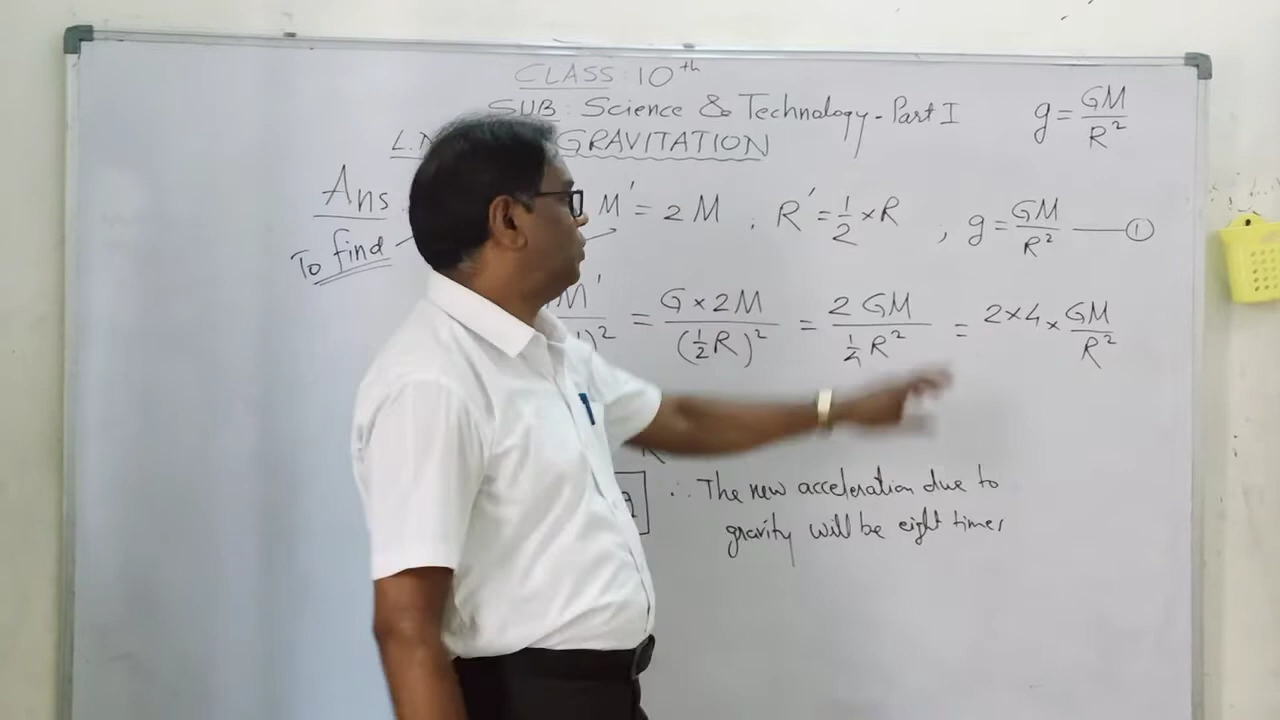 CLASS : 10th
SUB : Science & Technology - Part I
g = GM / R²
GRAVITATION
Ans
M' = 2M ; R' = 1/2 × R , g = GM / R² — ①
To find
M' / )² = G × 2M / (1/2 R)² = 2 GM / 1/4 R² = 2×4 × GM / R²
∴ The new acceleration due to
gravity will be eight times